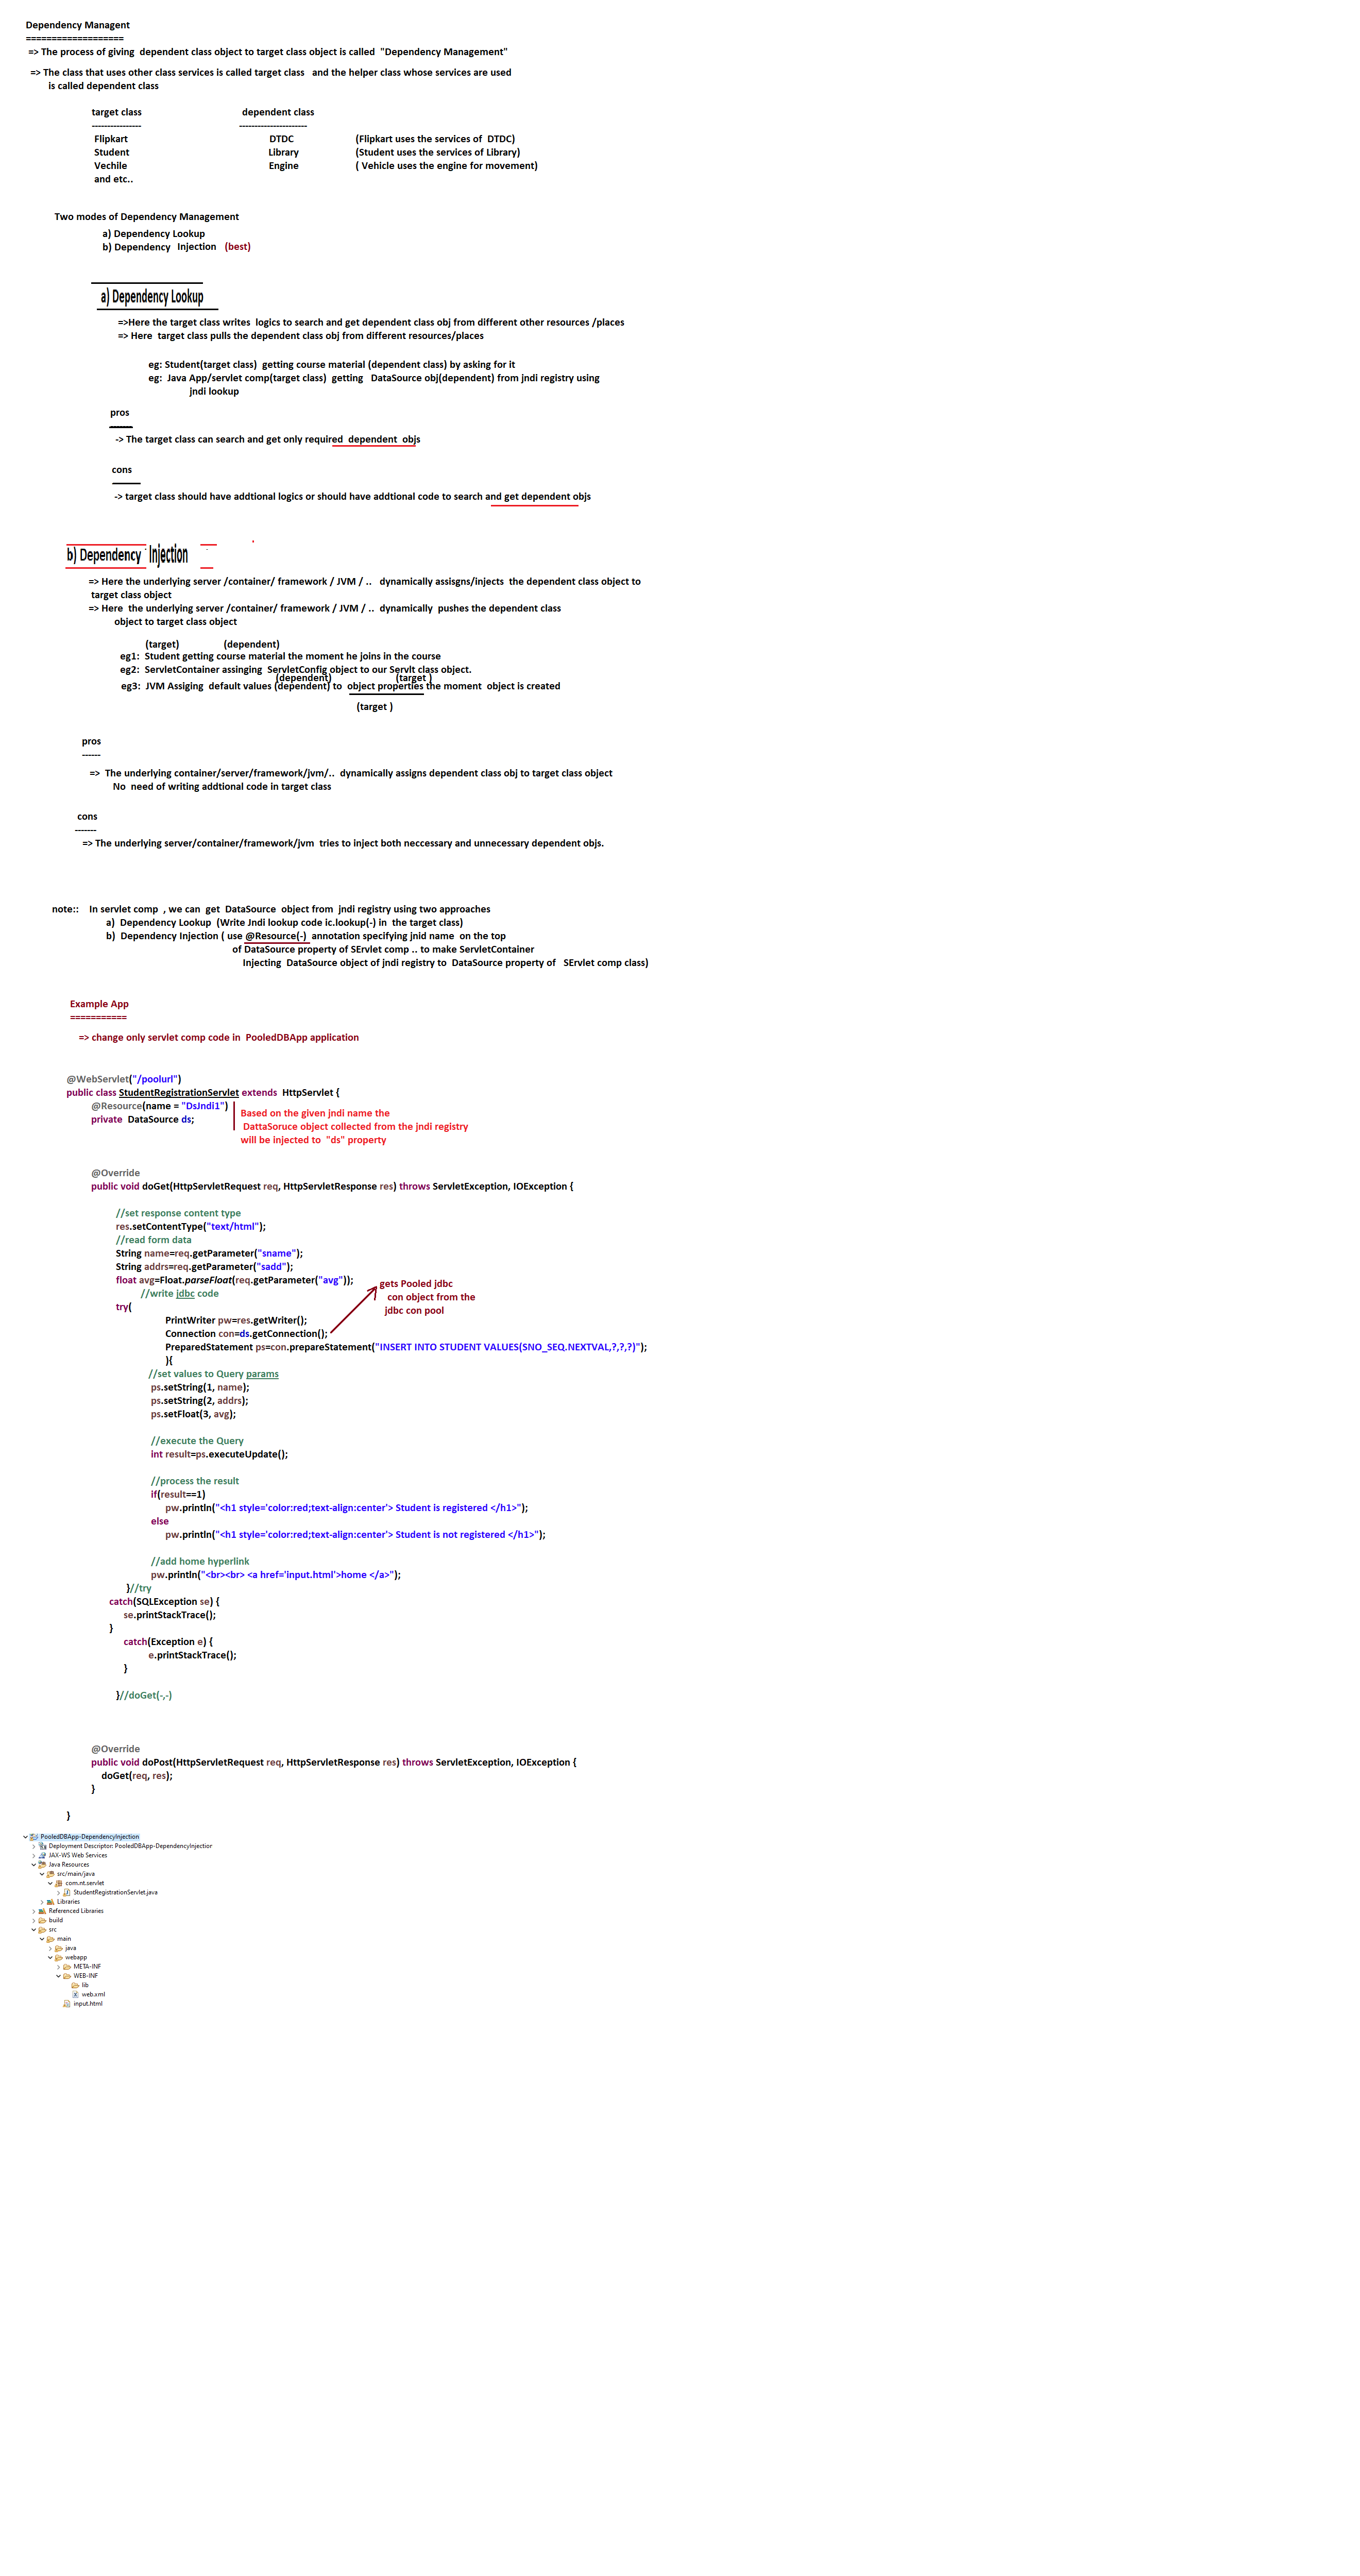 Dependency Managent
===================
=> The process of giving  dependent class object to target class object is called  "Dependency Management"
=> The class that uses other class services is called target class   and the helper class whose services are used
is called dependent class
target class                dependent class
----------------                ----------------------
Flipkart                DTDC                (Flipkart uses the services of  DTDC)
Student                Library                (Student uses the services of Library)
Vechile                Engine                ( Vehicle uses the engine for movement)
and etc..
Two modes of Dependency Management
a) Dependency Lookup
b) Dependency   Injection   (best)
a) Dependency Lookup
=>Here the target class writes  logics to search and get dependent class obj from different other resources /places
=> Here  target class pulls the dependent class obj from different resources/places
eg: Student(target class)  getting course material (dependent class) by asking for it
eg:  Java App/servlet comp(target class)  getting   DataSource obj(dependent) from jndi registry using
jndi lookup
pros
-> The target class can search and get only required  dependent  objs
cons
-> target class should have addtional logics or should have addtional code to search and get dependent objs
b) Dependency Injection
=> Here the underlying server /container/ framework / JVM / ..   dynamically assisgns/injects  the dependent class object to
target class object
=> Here  the underlying server /container/ framework / JVM / ..  dynamically  pushes the dependent class
object to target class object
(target)                (dependent)
eg1:  Student getting course material the moment he joins in the course
eg2:  ServletContainer assinging  ServletConfig object to our Servlt class object.
(dependent)                (target )
eg3:  JVM Assiging  default values (dependent) to  object properties the moment  object is created
(target )
pros
------
=>  The underlying container/server/framework/jvm/..  dynamically assigns dependent class obj to target class object
No  need of writing addtional code in target class
cons
-------
=> The underlying server/container/framework/jvm  tries to inject both neccessary and unnecessary dependent objs.
note::    In servlet comp  , we can  get  DataSource  object from  jndi registry using two approaches
a)  Dependency Lookup  (Write Jndi lookup code ic.lookup(-) in  the target class)
b)  Dependency Injection ( use @Resource(-)  annotation specifying jnid name  on the top
of DataSource property of SErvlet comp .. to make ServletContainer
Injecting  DataSource object of jndi registry to  DataSource property of   SErvlet comp class)
Example App
===========
=> change only servlet comp code in  PooledDBApp application
@WebServlet("/poolurl")
public class StudentRegistrationServlet extends  HttpServlet {
@Resource(name = "DsJndi1")
private  DataSource ds;
Based on the given jndi name the
DattaSoruce object collected from the jndi registry
will be injected to  "ds" property
@Override
public void doGet(HttpServletRequest req, HttpServletResponse res) throws ServletException, IOException {
//set response content type
res.setContentType("text/html");
//read form data
String name=req.getParameter("sname");
String addrs=req.getParameter("sadd");
float avg=Float.parseFloat(req.getParameter("avg"));
//write jdbc code
try(
PrintWriter pw=res.getWriter();
Connection con=ds.getConnection();
gets Pooled jdbc
con object from the
jdbc con pool
PreparedStatement ps=con.prepareStatement("INSERT INTO STUDENT VALUES(SNO_SEQ.NEXTVAL,?,?,?)");
){
//set values to Query params
ps.setString(1, name);
ps.setString(2, addrs);
ps.setFloat(3, avg);
//execute the Query
int result=ps.executeUpdate();
//process the result
if(result==1)
pw.println("<h1 style='color:red;text-align:center'> Student is registered </h1>");
else
pw.println("<h1 style='color:red;text-align:center'> Student is not registered </h1>");
//add home hyperlink
pw.println("<br><br> <a href='input.html'>home </a>");
}//try
catch(SQLException se) {
se.printStackTrace();
}
catch(Exception e) {
e.printStackTrace();
}
}//doGet(-,-)
@Override
public void doPost(HttpServletRequest req, HttpServletResponse res) throws ServletException, IOException {
doGet(req, res);
}
}
PooledDBApp-DependencyInjection
Deployment Descriptor: PooledDBApp-DependencyInjection
JAX-WS Web Services
Java Resources
src/main/java
com.nt.servlet
StudentRegistrationServlet.java
Libraries
Referenced Libraries
build
src
main
java
webapp
META-INF
WEB-INF
lib
web.xml
input.html